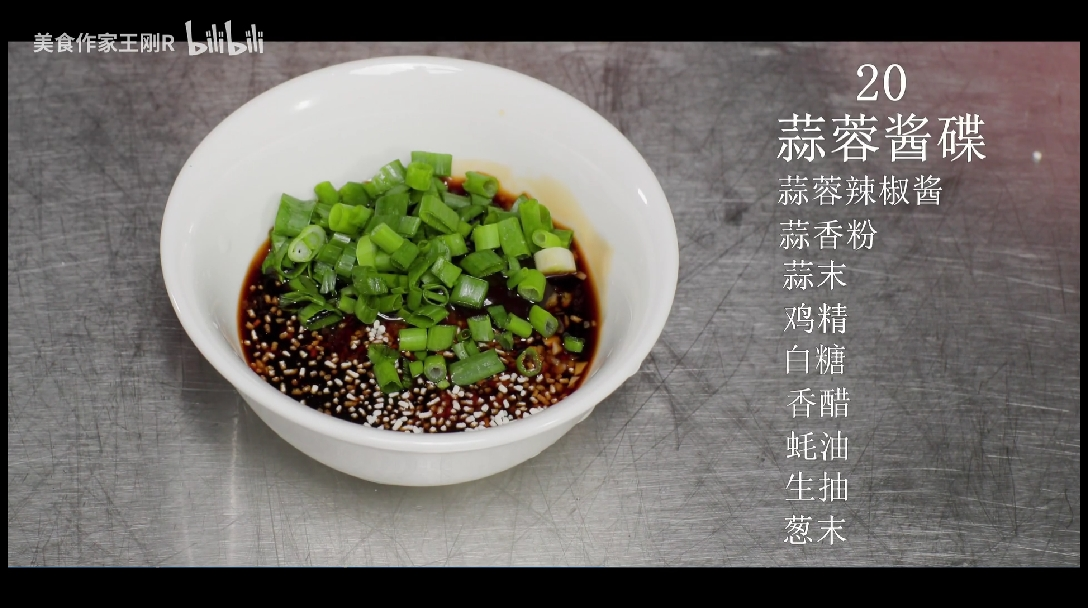 美食作家王刚R bilibili
20
蒜蓉酱碟
蒜蓉辣椒酱
蒜香粉
蒜末
鸡精
白糖
香醋
蚝油
生抽
葱末